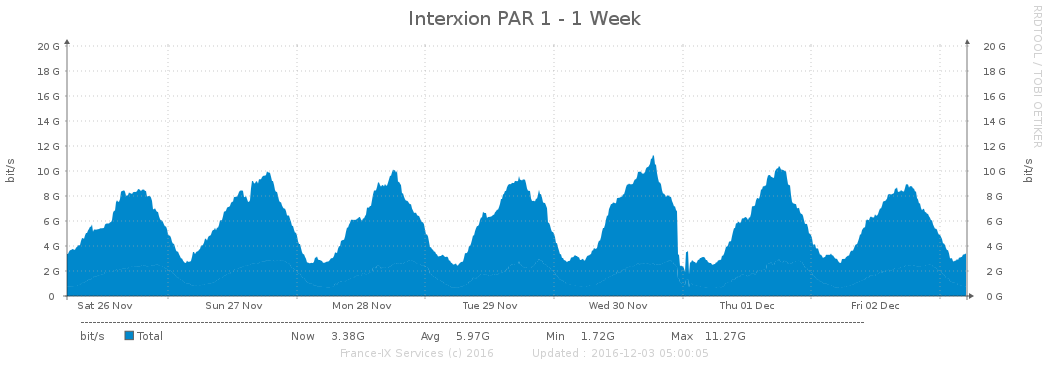 Interxion PAR 1 - 1 Week
RRDTOOL / TOBI OETIKER
20 G 20 G
18 G 18 G
16 G 16 G
14 G 14 G
12 G 12 G
10 G 10 G
8 G 8 G
6 G 6 G
4 G 4 G
2 G 2 G
0 0 G
bit/s bit/s
Sat 26 Nov Sun 27 Nov Mon 28 Nov Tue 29 Nov Wed 30 Nov Thu 01 Dec Fri 02 Dec
bit/s Total Now 3.38G Avg 5.97G Min 1.72G Max 11.27G
France-IX Services (c) 2016 Updated : 2016-12-03 05:00:05